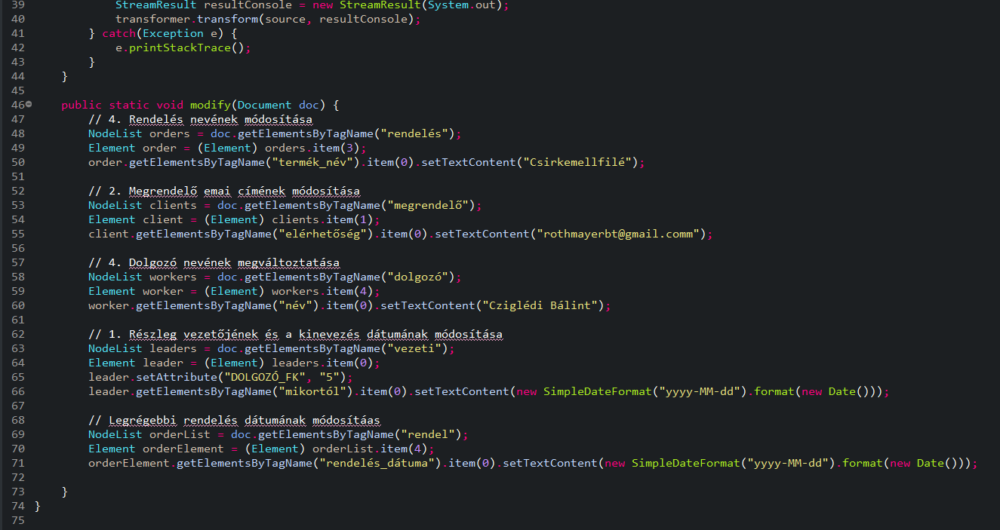 39 StreamResult resultConsole = new StreamResult(System.out);
40 transformer.transform(source, resultConsole);
41 } catch(Exception e) {
42 e.printStackTrace();
43 }
44 }
45
46 public static void modify(Document doc) {
47 // 4. Rendelés nevének módosítása
48 NodeList orders = doc.getElementsByTagName("rendelés");
49 Element order = (Element) orders.item(3);
50 order.getElementsByTagName("termék_név").item(0).setTextContent("Csirkemellfilé");
51
52 // 2. Megrendelő emai címének módosítása
53 NodeList clients = doc.getElementsByTagName("megrendelő");
54 Element client = (Element) clients.item(1);
55 client.getElementsByTagName("elérhetőség").item(0).setTextContent("rothmayerbt@gmail.comm");
56
57 // 4. Dolgozó nevének megváltoztatása
58 NodeList workers = doc.getElementsByTagName("dolgozó");
59 Element worker = (Element) workers.item(4);
60 worker.getElementsByTagName("név").item(0).setTextContent("Cziglédi Bálint");
61
62 // 1. Részleg vezetőjének és a kinevezés dátumának módosítása
63 NodeList leaders = doc.getElementsByTagName("vezeti");
64 Element leader = (Element) leaders.item(0);
65 leader.setAttribute("DOLGOZÓ_FK", "5");
66 leader.getElementsByTagName("mikortól").item(0).setTextContent(new SimpleDateFormat("yyyy-MM-dd").format(new Date()));
67
68 // Legrégebbi rendelés dátumának módosítáas
69 NodeList orderList = doc.getElementsByTagName("rendel");
70 Element orderElement = (Element) orderList.item(4);
71 orderElement.getElementsByTagName("rendelés_dátuma").item(0).setTextContent(new SimpleDateFormat("yyyy-MM-dd").format(new Date()));
72
73 }
74 }
75